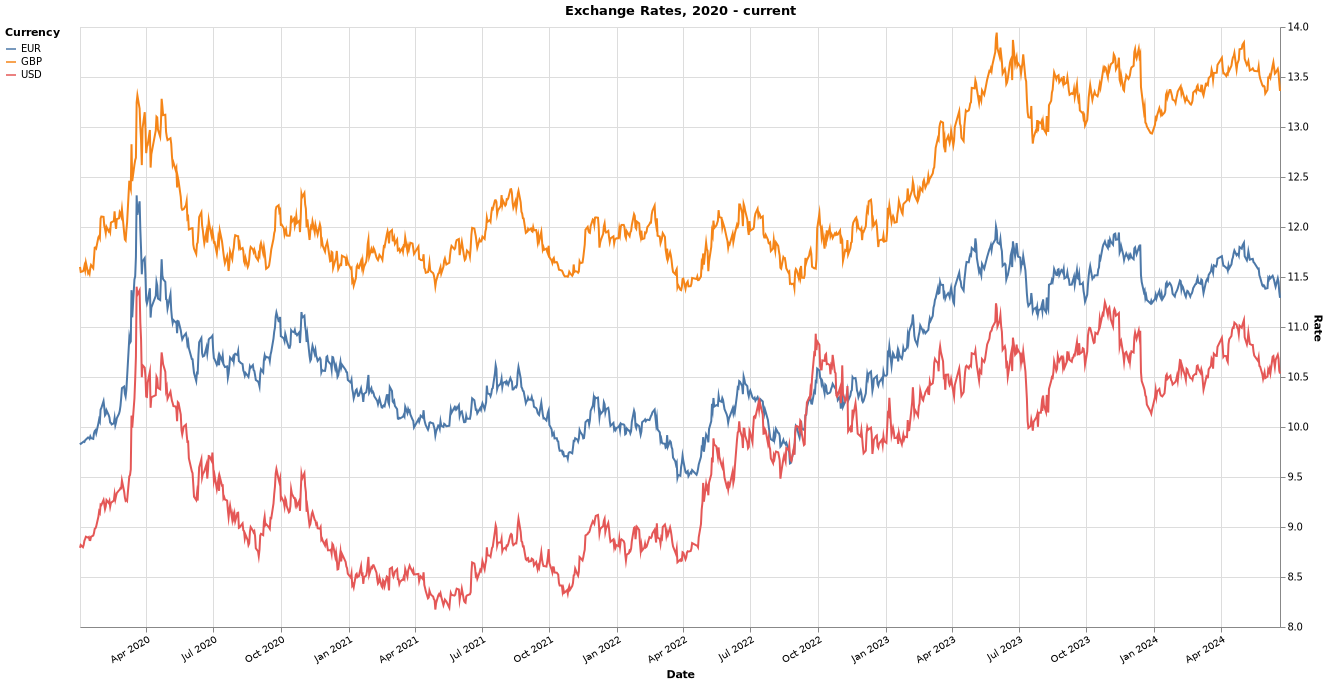 Exchange Rates, 2020 - current
Currency
EUR
GBP
USD
14.0
13.5
13.0
12.5
12.0
11.5
11.0
10.5
10.0
9.5
9.0
8.5
8.0
Rate
Apr 2020
Jul 2020
Oct 2020
Jan 2021
Apr 2021
Jul 2021
Oct 2021
Jan 2022
Apr 2022
Jul 2022
Oct 2022
Jan 2023
Apr 2023
Jul 2023
Oct 2023
Jan 2024
Apr 2024
Date